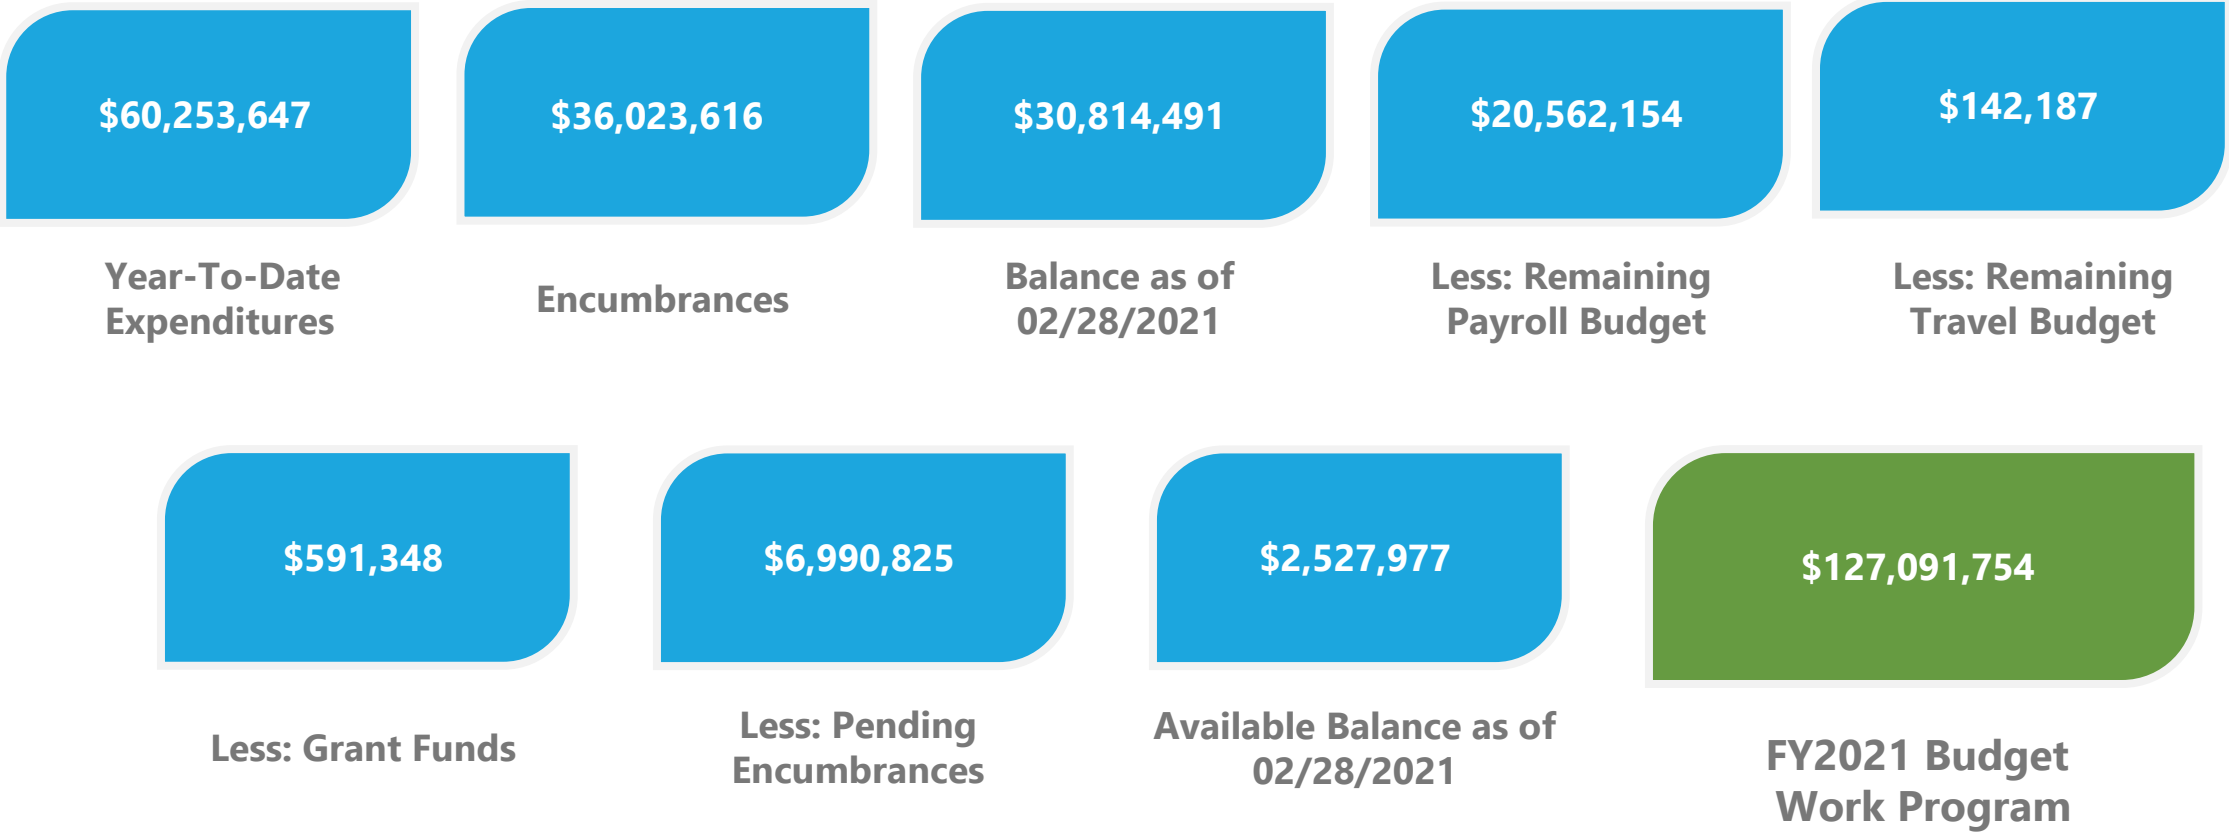 $60,253,647
Year-To-Date
Expenditures
$36,023,616
Encumbrances
$30,814,491
Balance as of
02/28/2021
$20,562,154
Less: Remaining
Payroll Budget
$142,187
Less: Remaining
Travel Budget
$591,348
Less: Grant Funds
$6,990,825
Less: Pending
Encumbrances
$2,527,977
Available Balance as of
02/28/2021
$127,091,754
FY2021 Budget
Work Program